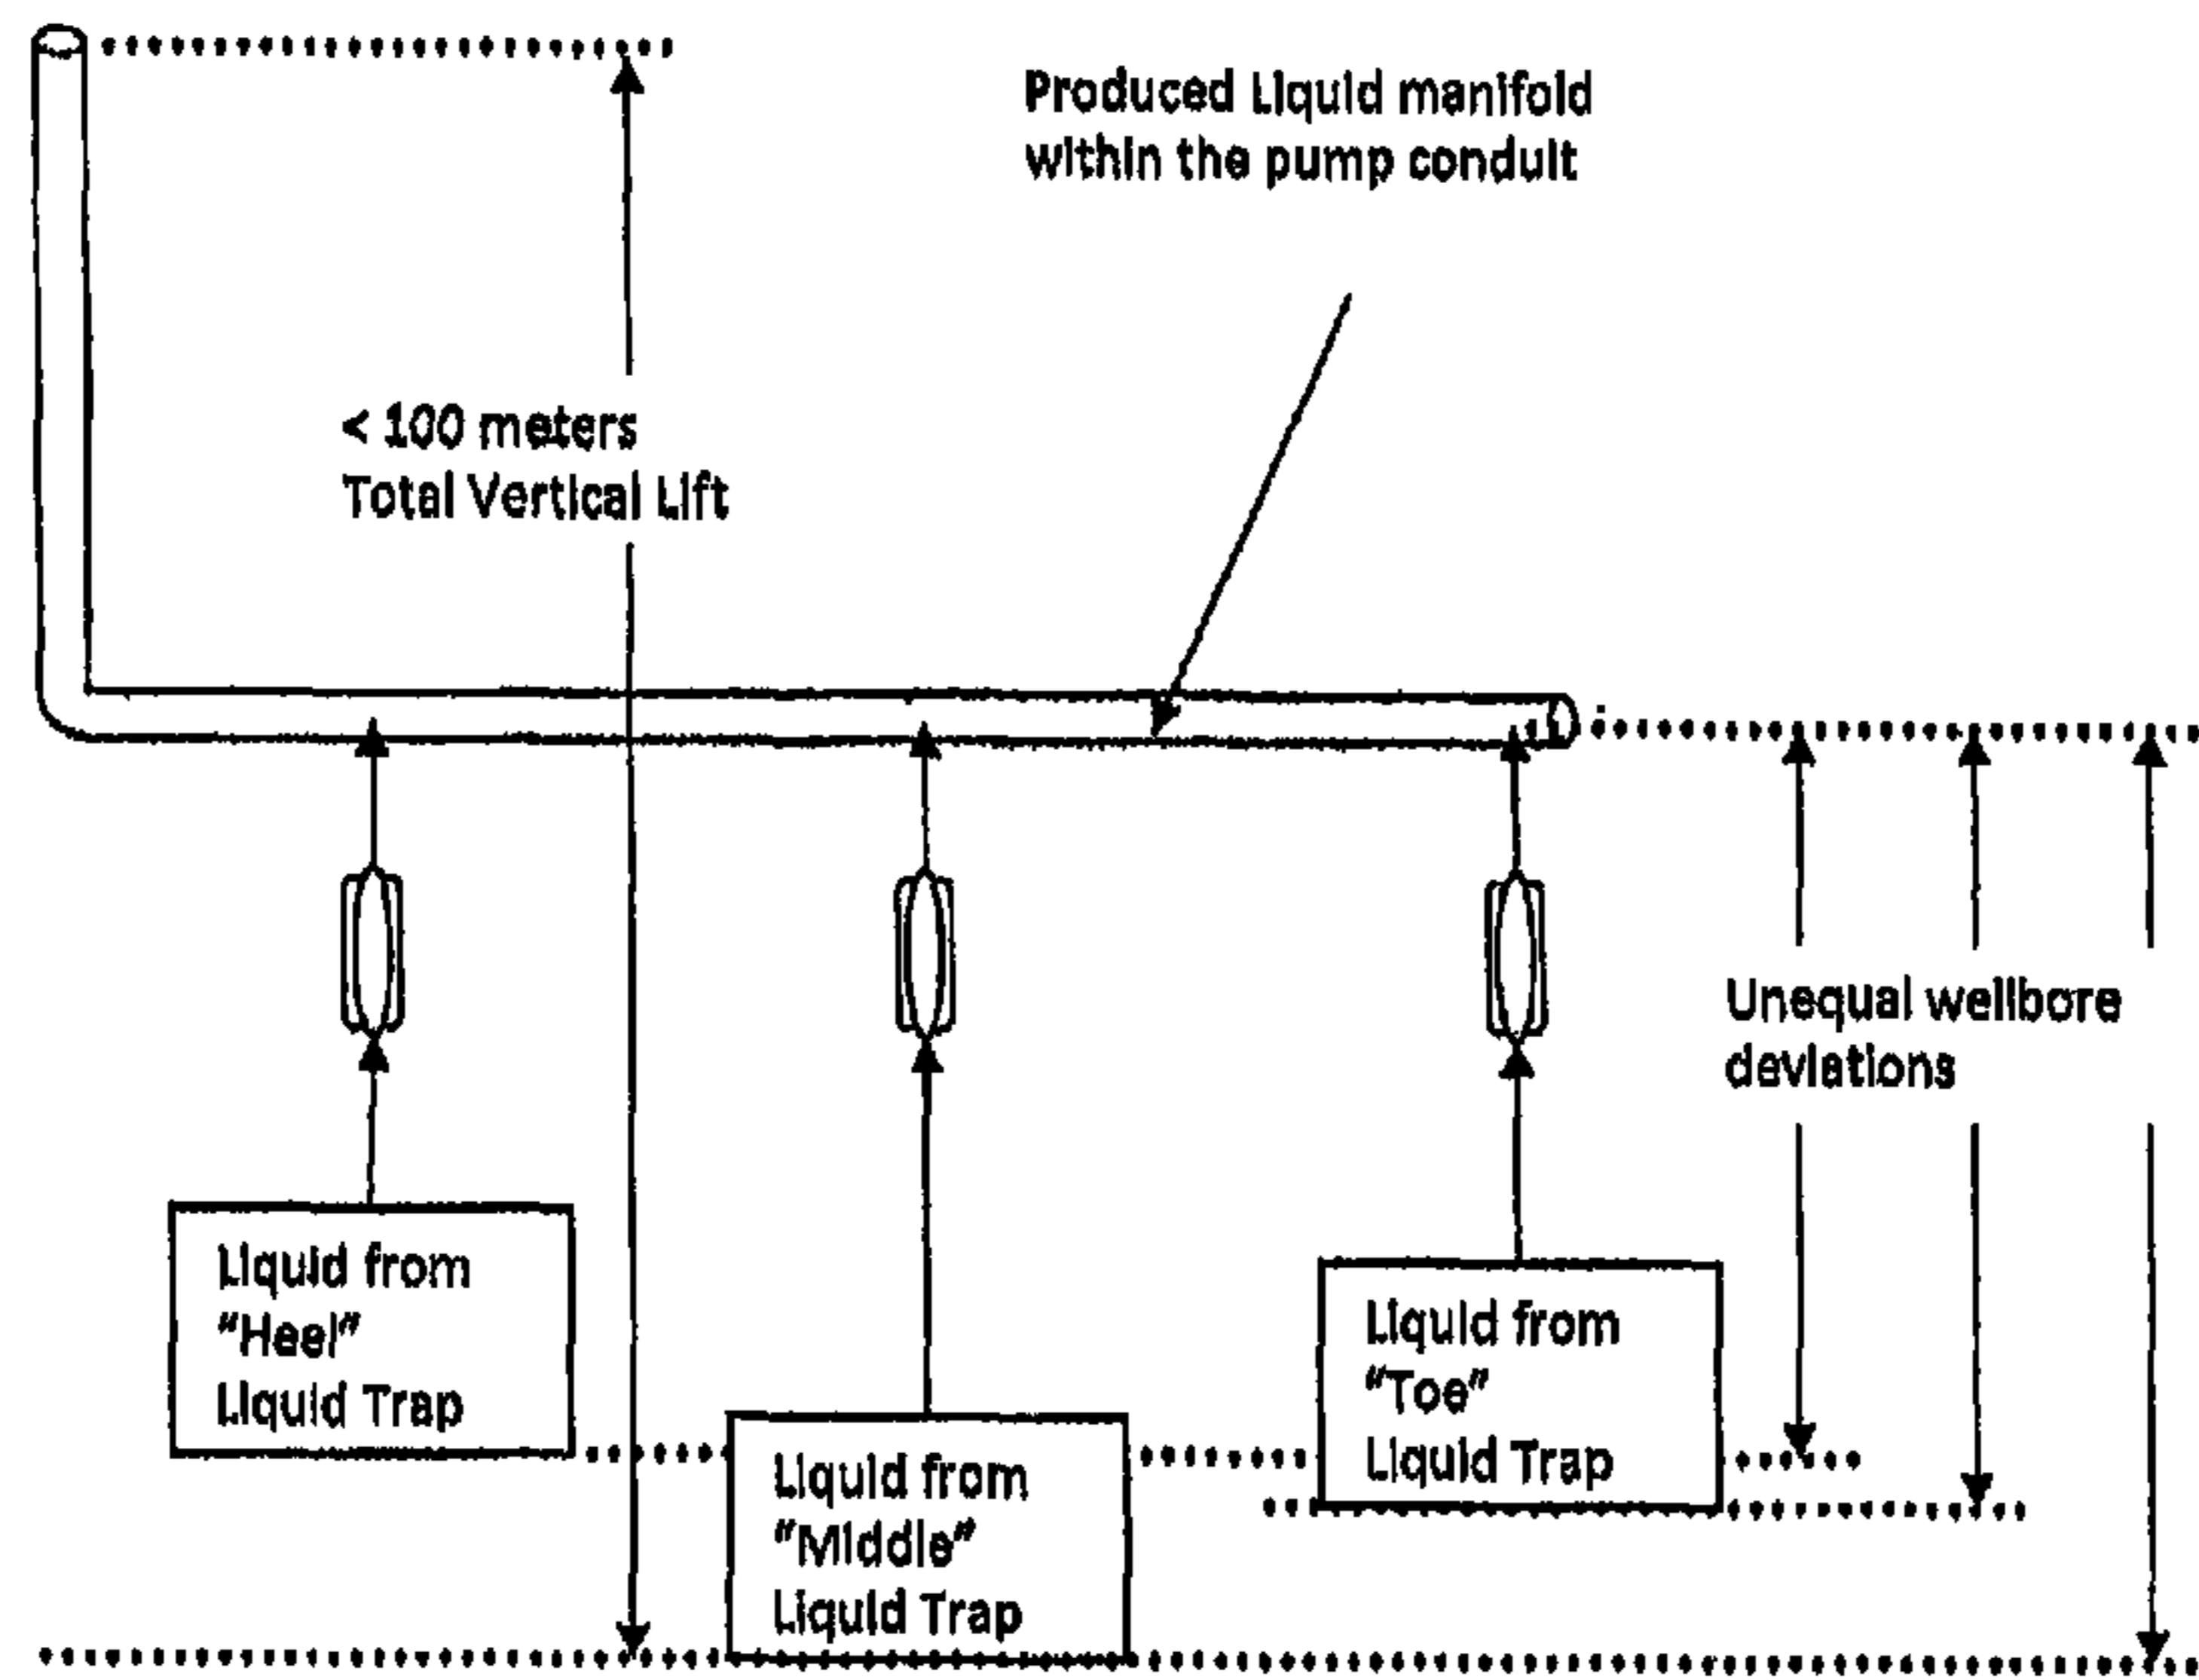 Produced Liquid manifold
within the pump conduit
< 100 meters
Total Vertical Lift
Unequal wellbore
deviations
Liquid from
"Heel"
Liquid Trap
Liquid from
"Middle"
Liquid Trap
Liquid from
"Toe"
Liquid Trap